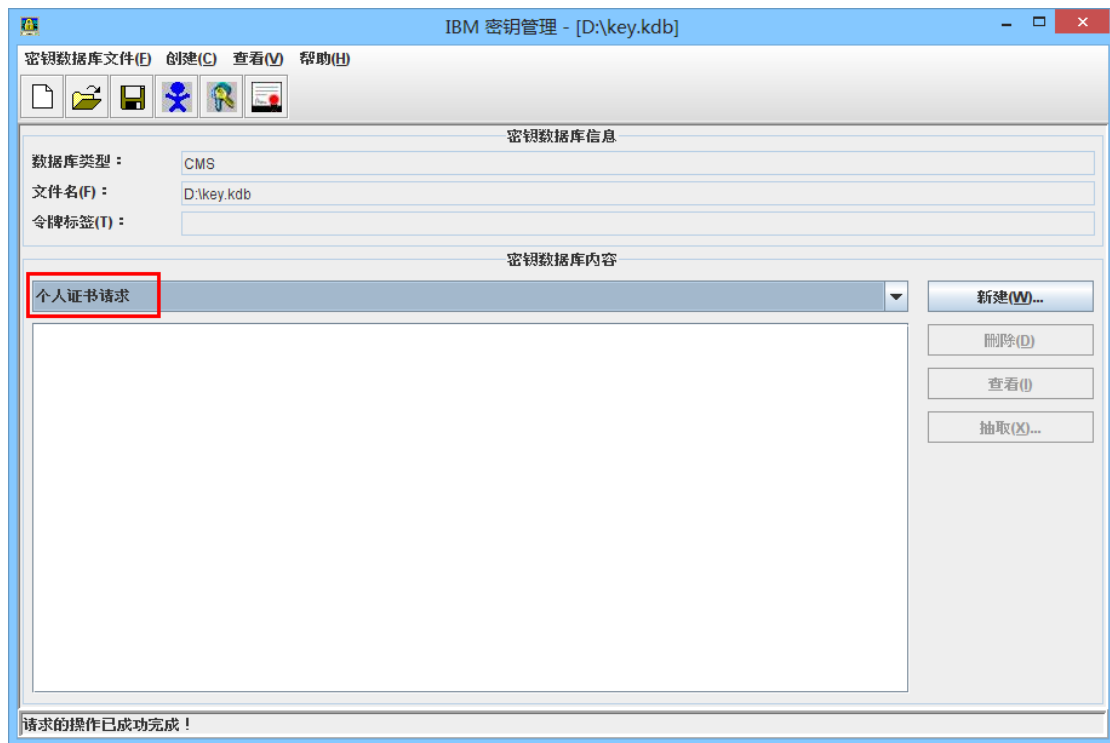 IBM 密钥管理 - [D:\key.kdb]
密钥数据库文件(F) 创建(C) 查看(V) 帮助(H)
密钥数据库信息
数据库类型： CMS
文件名(F)： D:\key.kdb
令牌标签(T)：
密钥数据库内容
个人证书请求 新建(W)...
删除(D)
查看(I)
抽取(X)...
请求的操作已成功完成！